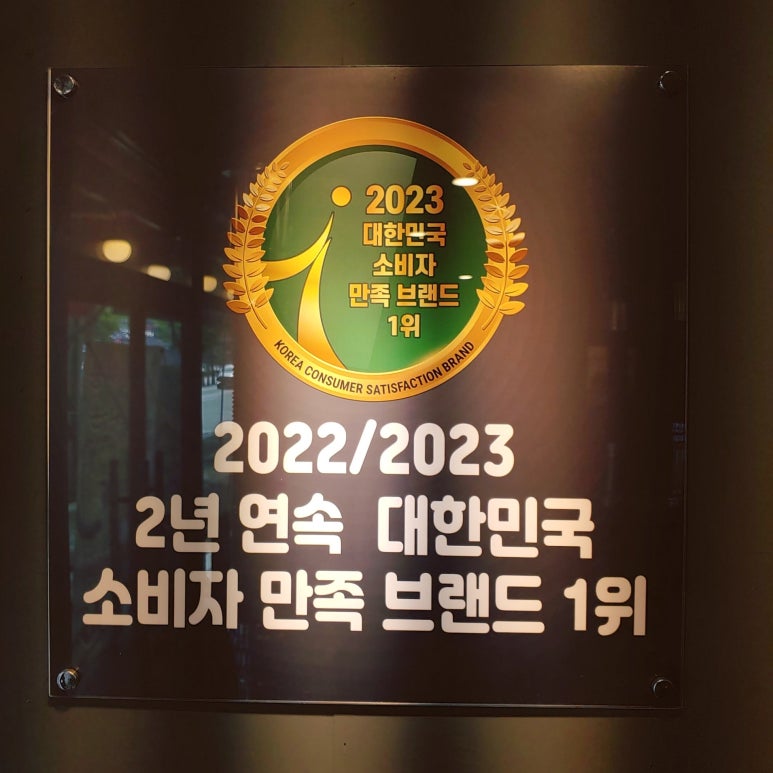 2023
대한민국
소비자
만족 브랜드
1위
KOREA CONSUMER SATISFACTION BRAND
2022/2023
2년 연속 대한민국
소비자 만족 브랜드 1위